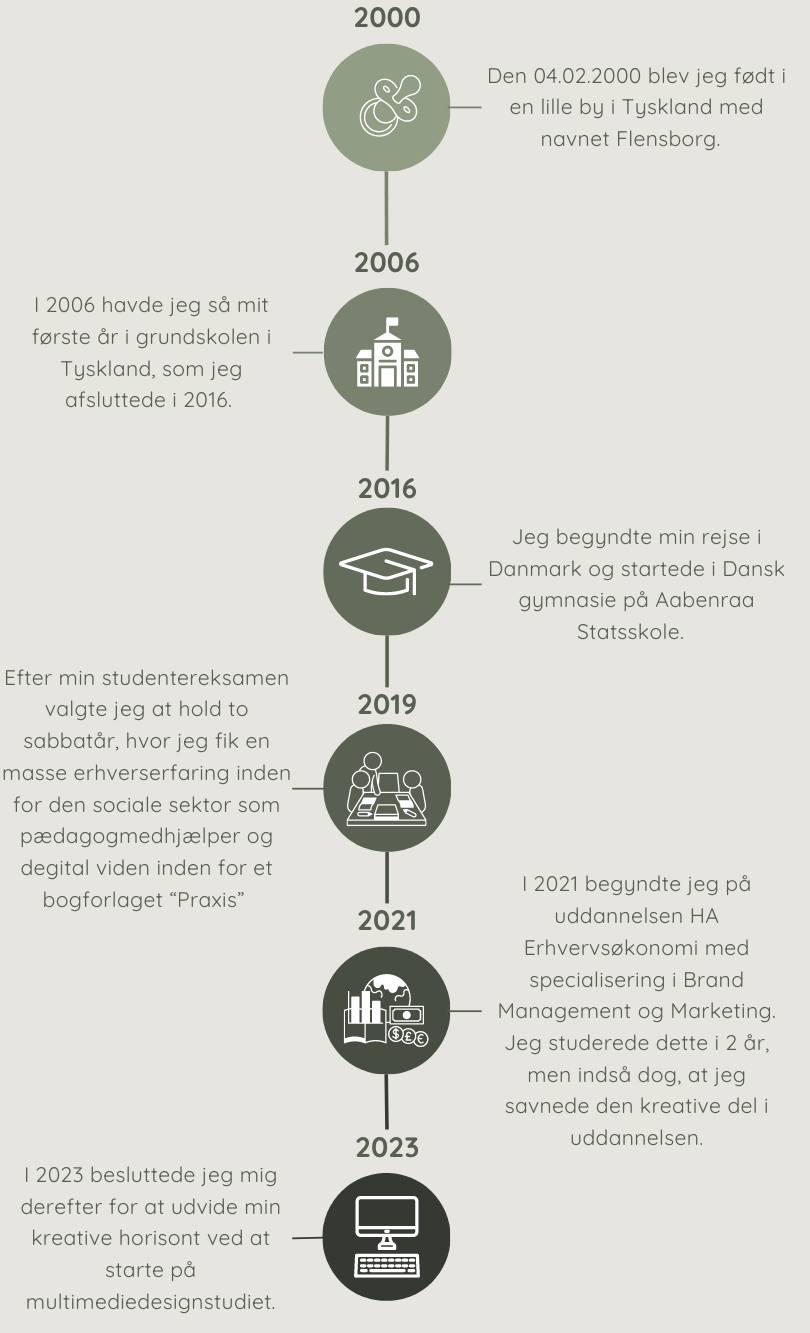 2000
Den 04.02.2000 blev jeg født i
en lille by i Tyskland med
navnet Flensborg.
2006
I 2006 havde jeg så mit
første år i grundskolen i
Tyskland, som jeg
afsluttede i 2016.
2016
Jeg begyndte min rejse i
Danmark og startede i Dansk
gymnasie på Aabenraa
Statsskole.
2019
Efter min studentereksamen
valgte jeg at hold to
sabbatår, hvor jeg fik en
masse erhverserfaring inden
for den sociale sektor som
pædagogmedhjælper og
degital viden inden for et
bogforlaget “Praxis”
2021
I 2021 begyndte jeg på
uddannelsen HA
Erhvervsøkonomi med
specialisering i Brand
Management og Marketing.
Jeg studerede dette i 2 år,
men indså dog, at jeg
savnede den kreative del i
uddannelsen.
$ £ €
2023
I 2023 besluttede jeg mig
derefter for at udvide min
kreative horisont ved at
starte på
multimediedesignstudiet.